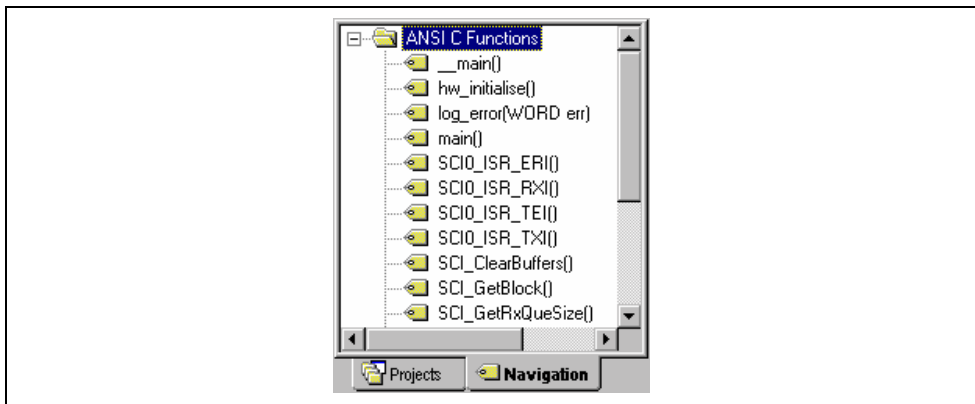 ANSI C Functions
__main()
hw_initialise()
log_error(WORD err)
main()
SCI0_ISR_ERI()
SCI0_ISR_RXI()
SCI0_ISR_TEI()
SCI0_ISR_TXI()
SCI_ClearBuffers()
SCI_GetBlock()
SCI_GetRxQueSize()
Projects Navigation